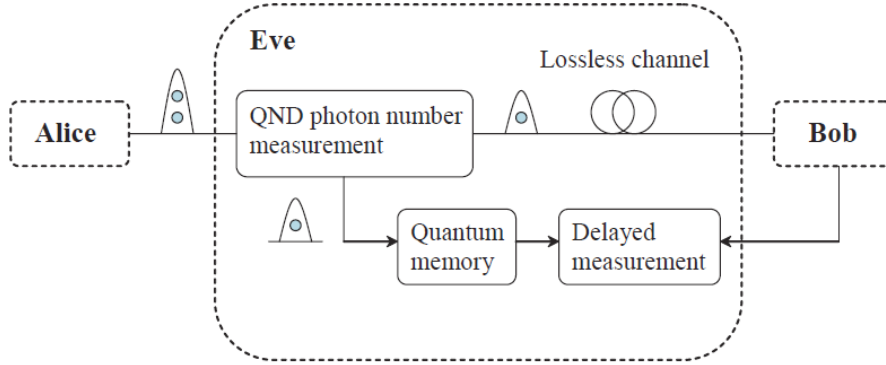 Eve
Lossless channel
Alice
QND photon number
measurement
Bob
Quantum
memory
Delayed
measurement